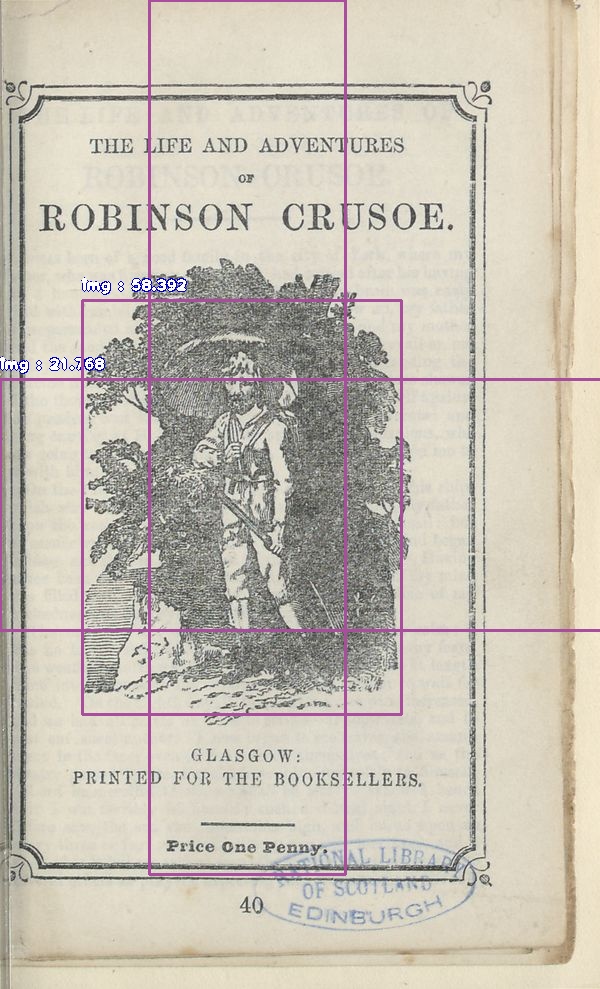 THE LIFE AND ADVENTURES
OF
ROBINSON CRUSOE.
img : 58.392
img : 21.768
GLASGOW:
PRINTED FOR THE BOOKSELLERS.
Price One Penny.
NATIONAL LIBRARY
OF SCOTLAND
EDINBURGH
40